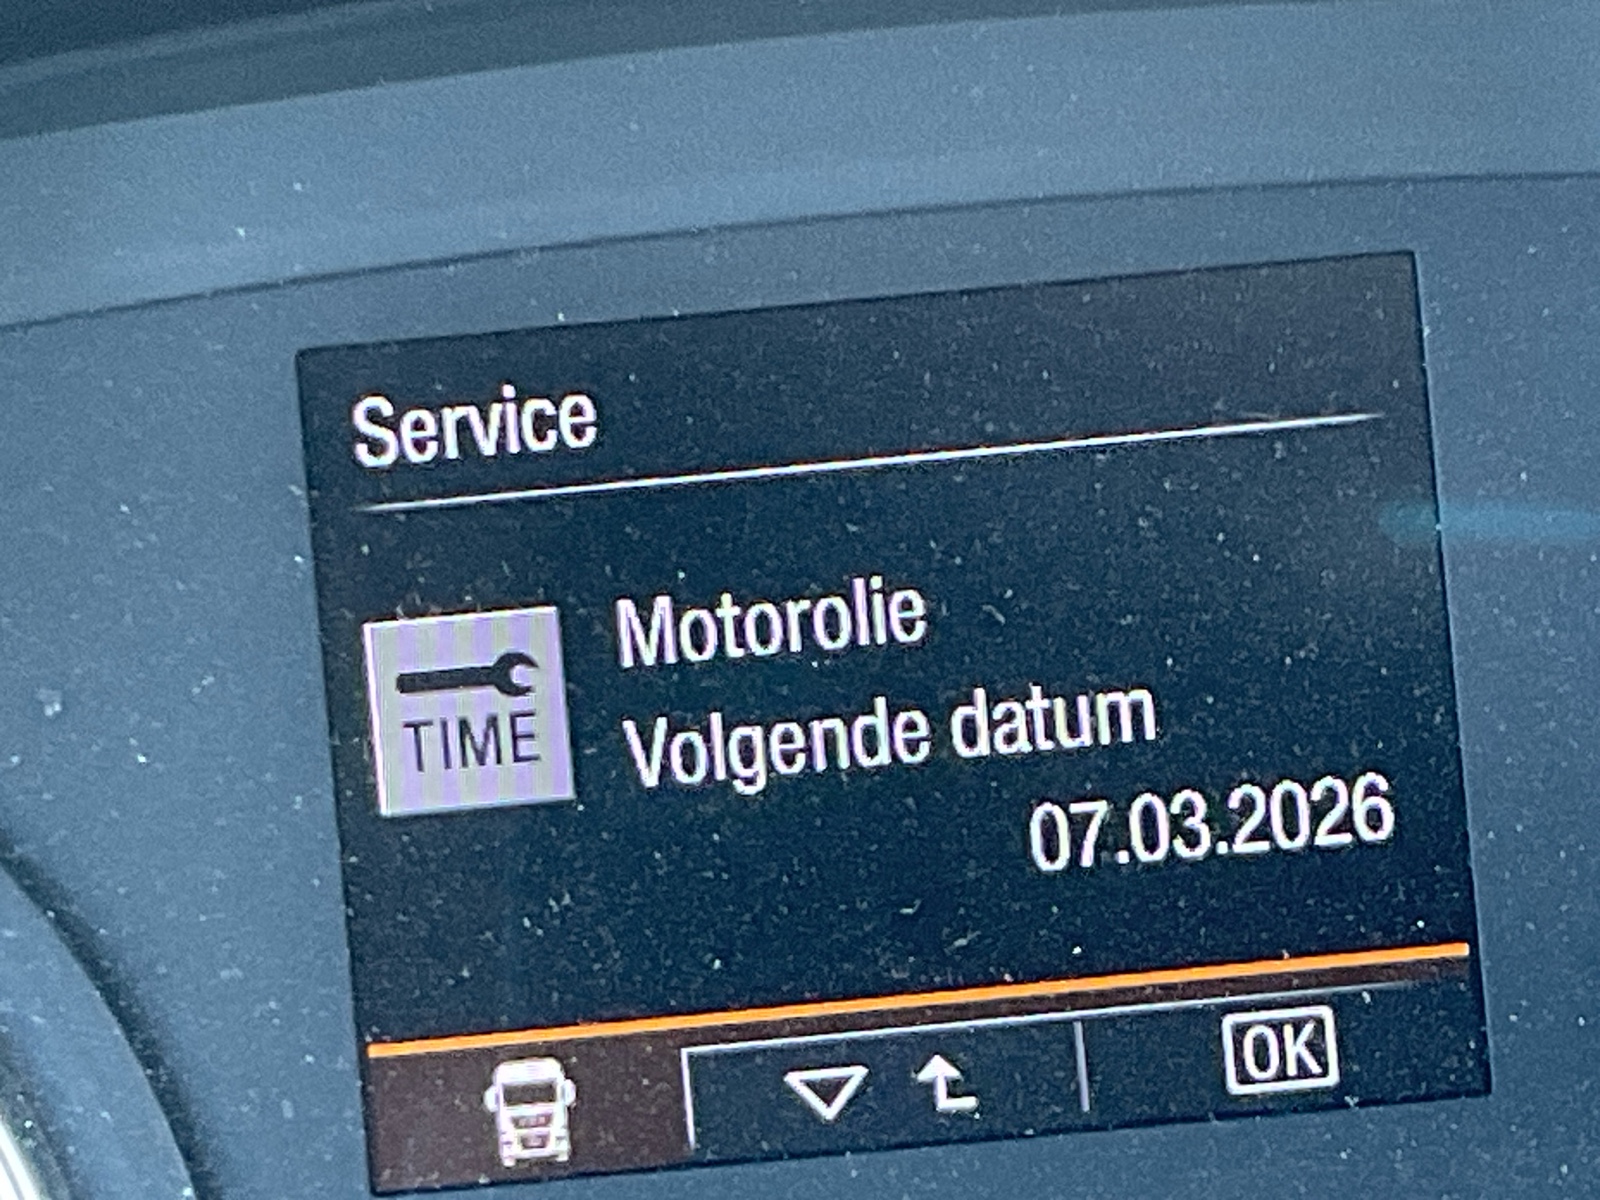 Service
TIME
Motorolie
Volgende datum
07.03.2026
OK